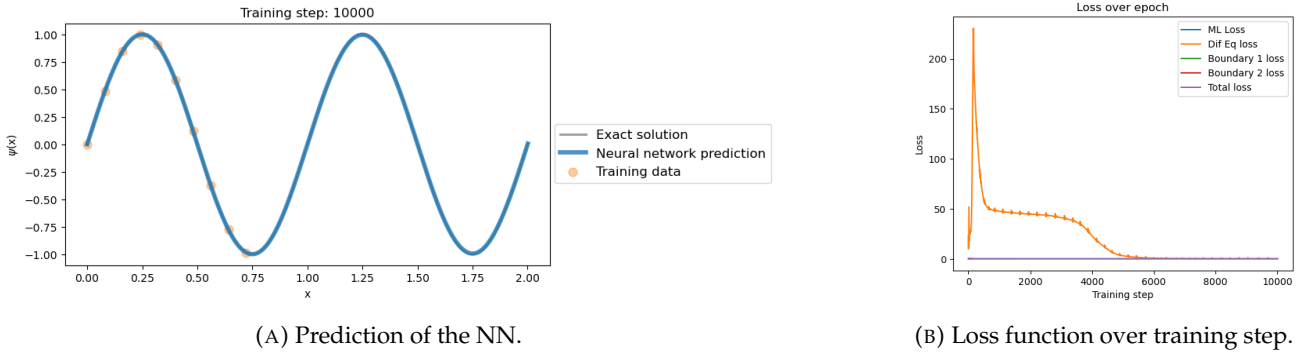 Training step: 10000
1.00
0.75
0.50
0.25
0.00
-0.25
-0.50
-0.75
-1.00
ψ(x)
0.00 0.25 0.50 0.75 1.00 1.25 1.50 1.75 2.00
x
Exact solution
Neural network prediction
Training data
(A) Prediction of the NN.
Loss over epoch
ML Loss
Dif Eq loss
Boundary 1 loss
Boundary 2 loss
Total loss
200
150
100
50
0
Loss
0 2000 4000 6000 8000 10000
Training step
(B) Loss function over training step.